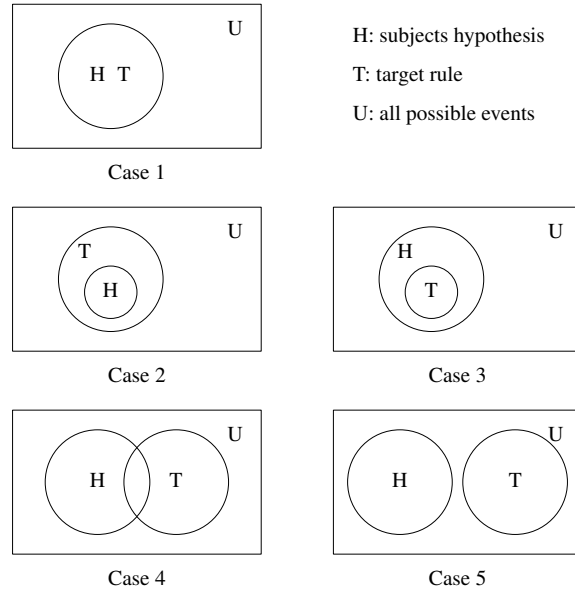 U
H T
H: subjects hypothesis
T: target rule
U: all possible events
Case 1
U
T
H
Case 2
U
H
T
Case 3
U
H T
Case 4
U
H T
Case 5